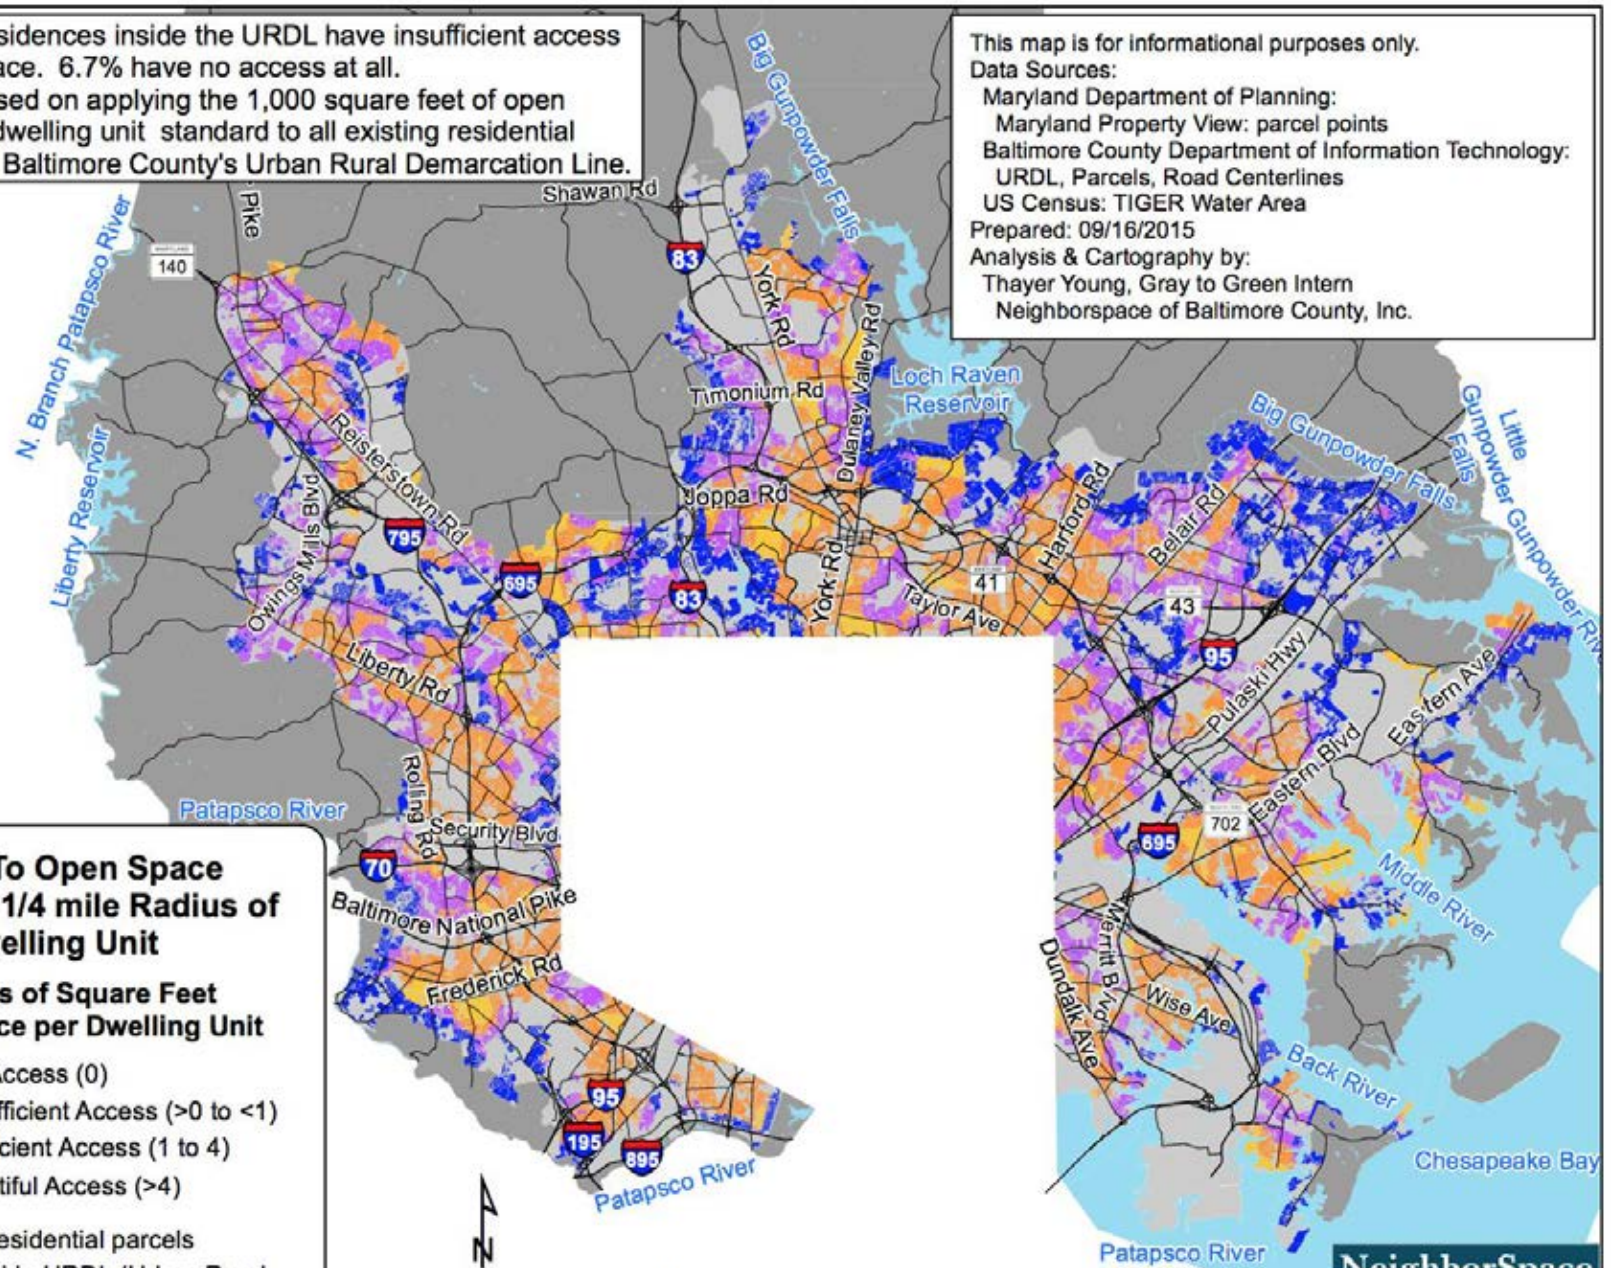 sidences inside the URDL have insufficient access
ace. 6.7% have no access at all.
sed on applying the 1,000 square feet of open
dwelling unit standard to all existing residential
Baltimore County's Urban Rural Demarcation Line.
This map is for informational purposes only.
Data Sources:
Maryland Department of Planning:
Maryland Property View: parcel points
Baltimore County Department of Information Technology:
URDL, Parcels, Road Centerlines
US Census: TIGER Water Area
Prepared: 09/16/2015
Analysis & Cartography by:
Thayer Young, Gray to Green Intern
Neighborspace of Baltimore County, Inc.
Big Gunpowder Falls
Shawan Rd
Pike
N. Branch Patapsco River
140
83
York Rd
Dulaney Valley Rd
Timonium Rd
Loch Raven
Reservoir
Big Gunpowder Falls
Little
Gunpowder
Falls
Gunpowder River
Liberty Reservoir
Reisterstown Rd
Owings Mills Blvd
795
Joppa Rd
Harford Rd
Belair Rd
695
83
York Rd
Taylor Ave
41
43
95
Pulaski Hwy
Eastern Ave
Eastern Blvd
Liberty Rd
Rolling Rd
Patapsco River
Security Blvd
70
Baltimore National Pike
Frederick Rd
702
695
Middle River
Merritt Blvd
Dundalk Ave
Wise Ave
Back River
95
195
895
Patapsco River
Chesapeake Bay
Patapsco River
To Open Space
1/4 mile Radius of
elling Unit
s of Square Feet
ce per Dwelling Unit
Access (0)
fficient Access (>0 to <1)
cient Access (1 to 4)
tiful Access (>4)
esidential parcels
N
NeighborSpace